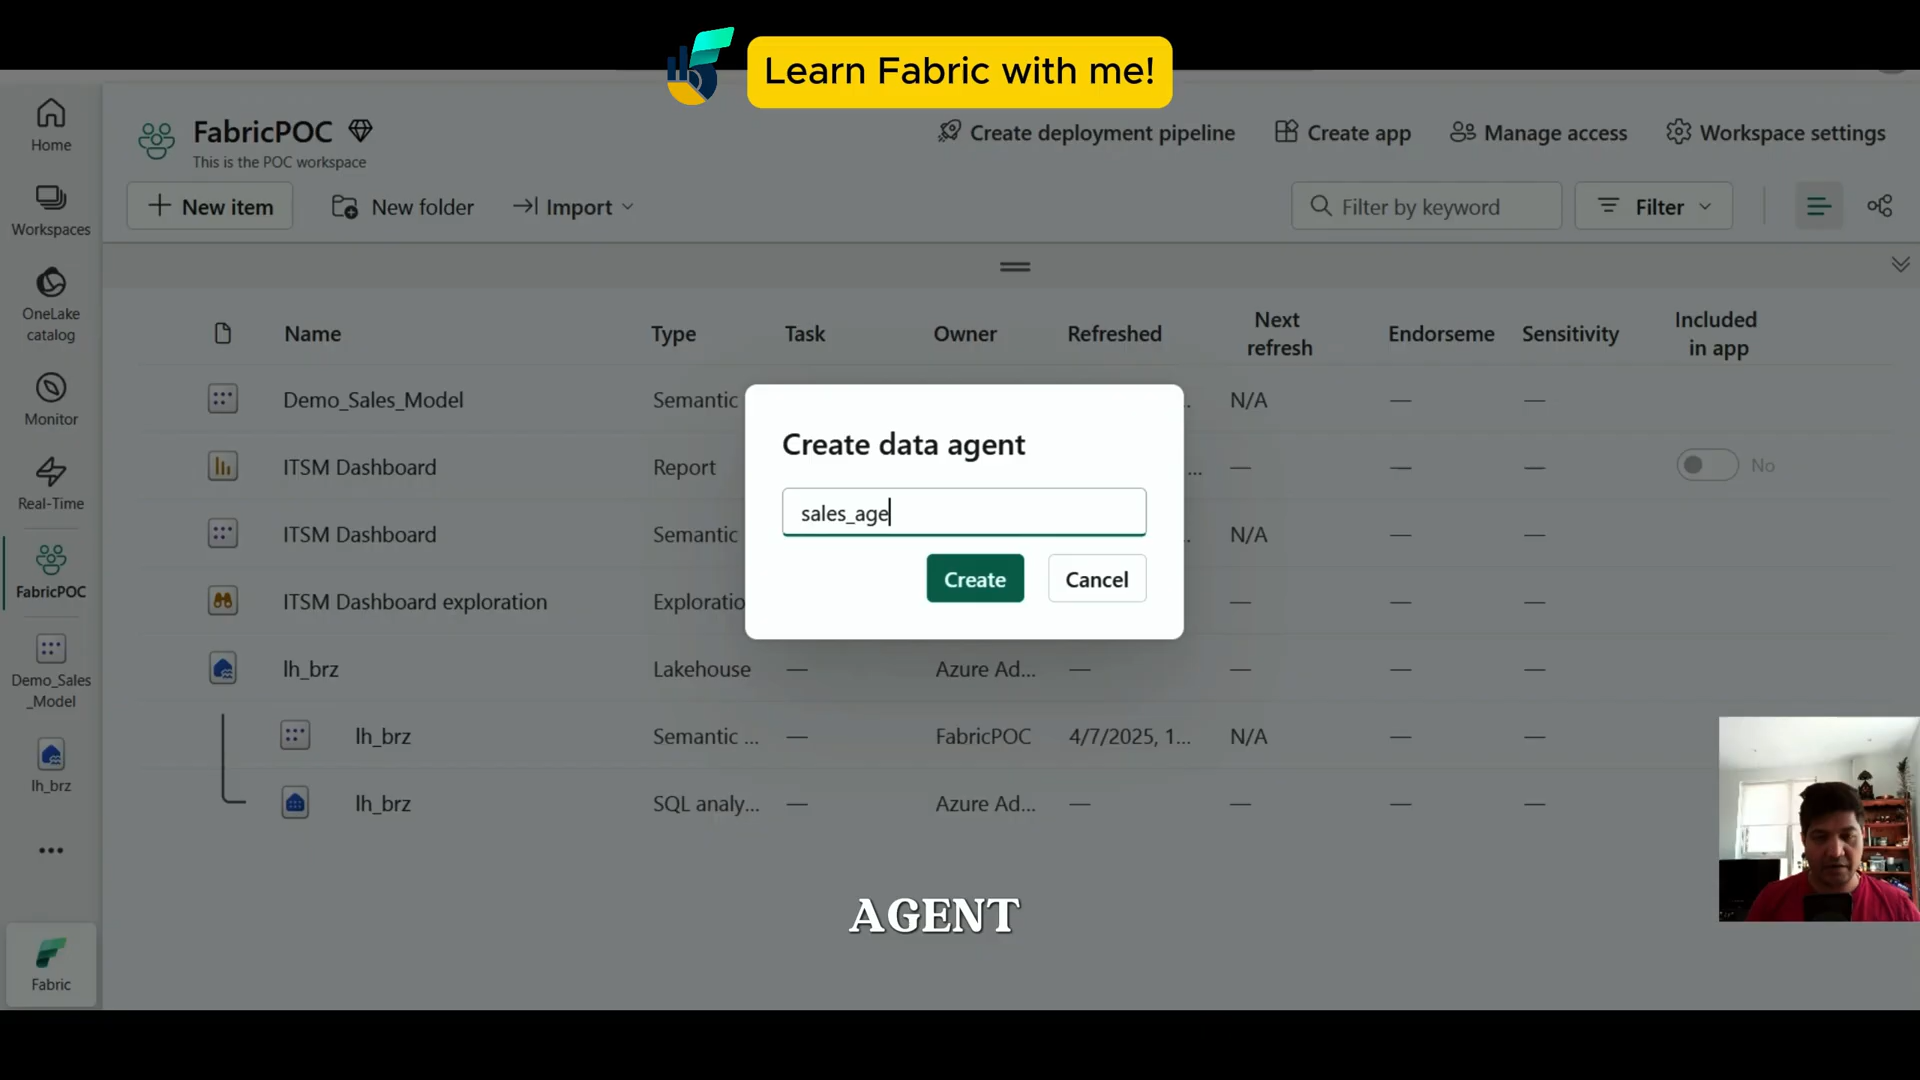 Learn Fabric with me!
Home
Workspaces
OneLake
catalog
Monitor
Real-Time
FabricPOC
Demo_Sales
_Model
lh_brz
Fabric
FabricPOC
This is the POC workspace
Create deployment pipeline
Create app
Manage access
Workspace settings
New item
New folder
Import
Filter by keyword
Filter
Name Type Task Owner Refreshed Next refresh Endorseme Sensitivity Included in app
Demo_Sales_Model Semantic . N/A — —
ITSM Dashboard Report ... — — — No
ITSM Dashboard Semantic . N/A — —
ITSM Dashboard exploration Exploratio — — —
lh_brz Lakehouse — Azure Ad... — — — —
lh_brz Semantic ... — FabricPOC 4/7/2025, 1... N/A — —
lh_brz SQL analy... — Azure Ad... — — — —
Create data agent
sales_age
Create
Cancel
AGENT